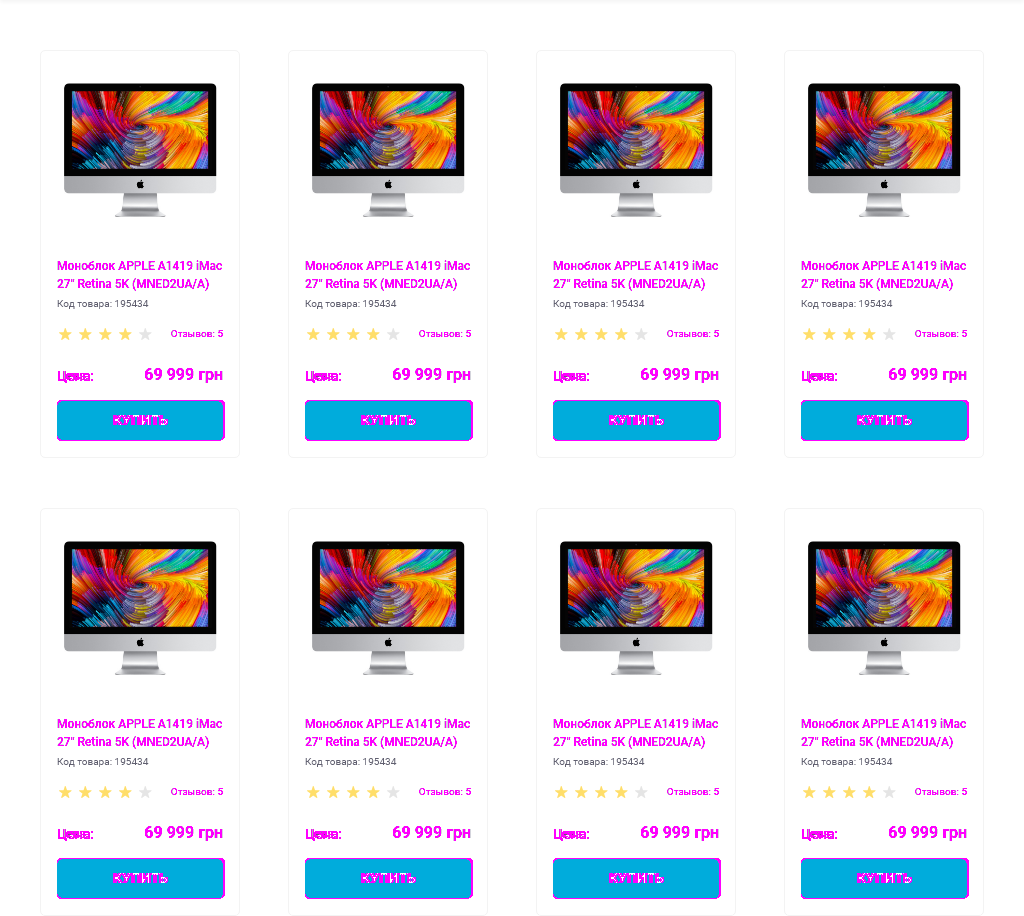 Моноблок APPLE A1419 iMac
27" Retina 5K (MNED2UA/A)
Код товара: 195434
Отзывов: 5
Цена:
69 999 грн
КУПИТЬ
Моноблок APPLE A1419 iMac
27" Retina 5K (MNED2UA/A)
Код товара: 195434
Отзывов: 5
Цена:
69 999 грн
КУПИТЬ
Моноблок APPLE A1419 iMac
27" Retina 5K (MNED2UA/A)
Код товара: 195434
Отзывов: 5
Цена:
69 999 грн
КУПИТЬ
Моноблок APPLE A1419 iMac
27" Retina 5K (MNED2UA/A)
Код товара: 195434
Отзывов: 5
Цена:
69 999 грн
КУПИТЬ
Моноблок APPLE A1419 iMac
27" Retina 5K (MNED2UA/A)
Код товара: 195434
Отзывов: 5
Цена:
69 999 грн
КУПИТЬ
Моноблок APPLE A1419 iMac
27" Retina 5K (MNED2UA/A)
Код товара: 195434
Отзывов: 5
Цена:
69 999 грн
КУПИТЬ
Моноблок APPLE A1419 iMac
27" Retina 5K (MNED2UA/A)
Код товара: 195434
Отзывов: 5
Цена:
69 999 грн
КУПИТЬ
Моноблок APPLE A1419 iMac
27" Retina 5K (MNED2UA/A)
Код товара: 195434
Отзывов: 5
Цена:
69 999 грн
КУПИТЬ